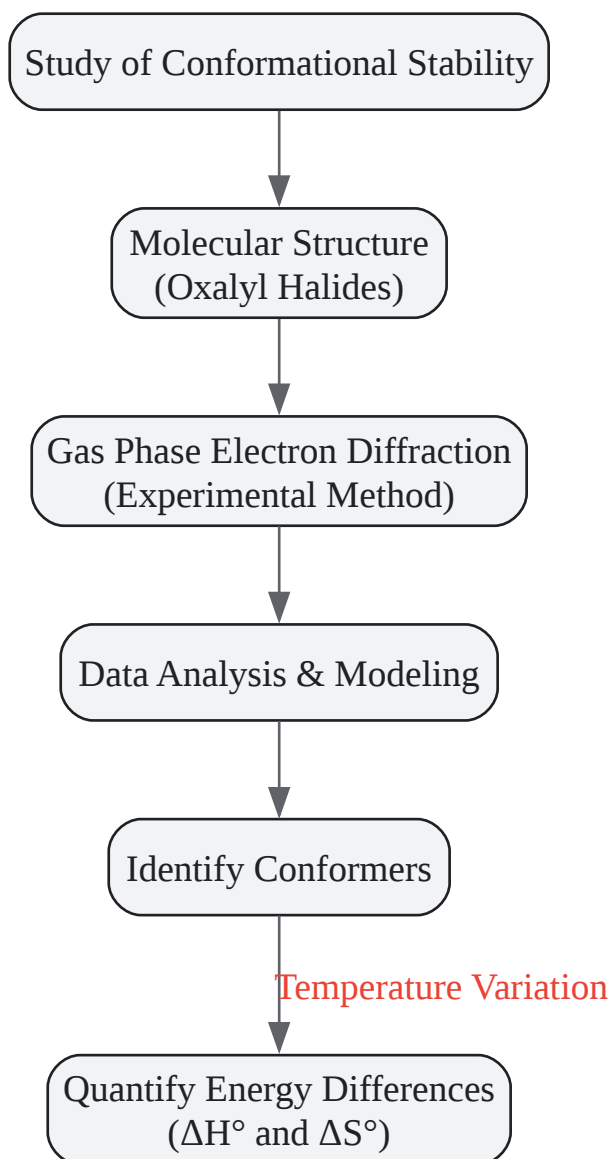 Study of Conformational Stability
Molecular Structure
(Oxalyl Halides)
Gas Phase Electron Diffraction
(Experimental Method)
Data Analysis & Modeling
Identify Conformers
Temperature Variation
Quantify Energy Differences
(ΔH° and ΔS°)